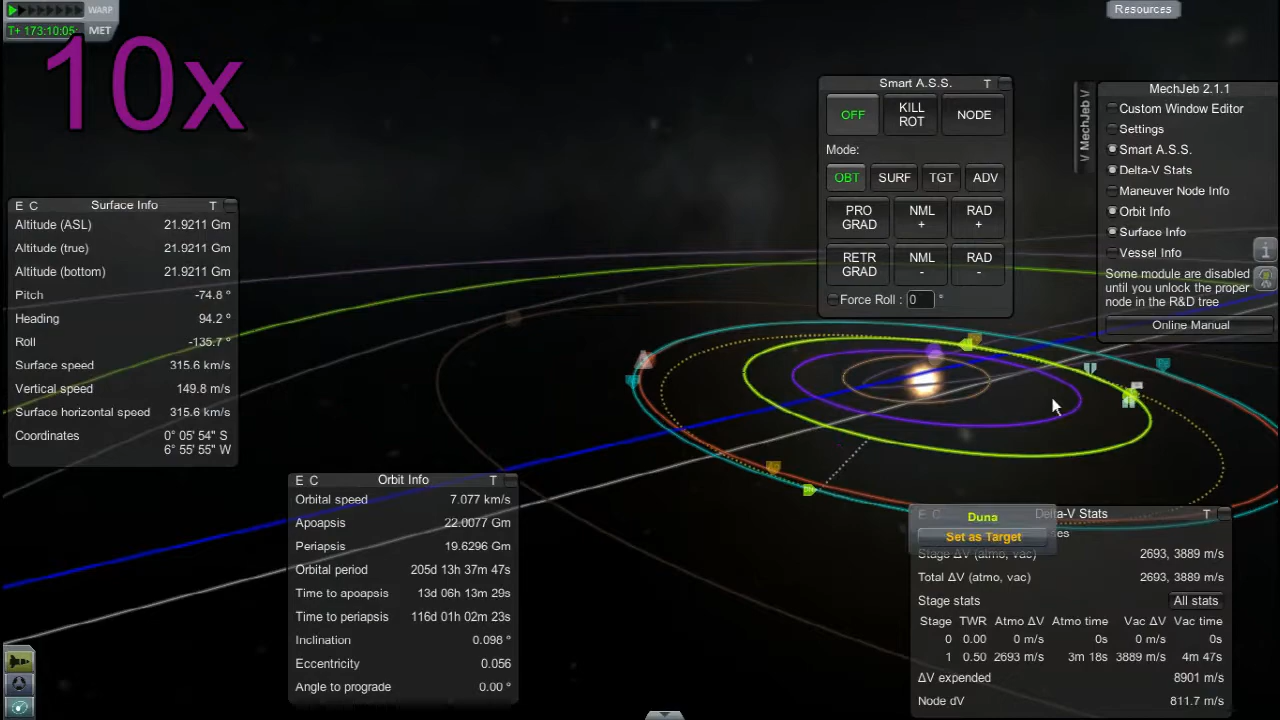 WARP
T+ 173:10:05:
MET
10x
Resources
Surface Info
E C T
Altitude (ASL) 21.9211 Gm
Altitude (true) 21.9211 Gm
Altitude (bottom) 21.9211 Gm
Pitch -74.8 º
Heading 94.2 º
Roll -135.7 º
Surface speed 315.6 km/s
Vertical speed 149.8 m/s
Surface horizontal speed 315.6 km/s
Coordinates 0° 05' 54" S
6° 55' 55" W
E C Orbit Info T
Orbital speed 7.077 km/s
Apoapsis 22.0077 Gm
Periapsis 19.6296 Gm
Orbital period 205d 13h 37m 47s
Time to apoapsis 13d 06h 13m 29s
Time to periapsis 116d 01h 02m 23s
Inclination 0.098 º
Eccentricity 0.056
Angle to prograde 0.00 º
Smart A.S.S. T
OFF KILL ROT NODE
Mode:
OBT SURF TGT ADV
PRO GRAD NML + RAD +
RETR GRAD NML - RAD -
Force Roll : 0 °
V MechJeb V
MechJeb 2.1.1
Custom Window Editor
Settings
Smart A.S.S.
Delta-V Stats
Maneuver Node Info
Orbit Info
Surface Info
Vessel Info
Some module are disabled
until you unlock the proper
node in the R&D tree
Online Manual
Duna
Set as Target
E C Delta-V Stats T
Stage ΔV (atmo, vac) 2693, 3889 m/s
Total ΔV (atmo, vac) 2693, 3889 m/s
Stage stats All stats
Stage TWR Atmo ΔV Atmo time Vac ΔV Vac time
0 0.00 0 m/s 0s 0 m/s 0s
1 0.50 2693 m/s 3m 18s 3889 m/s 4m 47s
ΔV expended 8901 m/s
Node dV 811.7 m/s